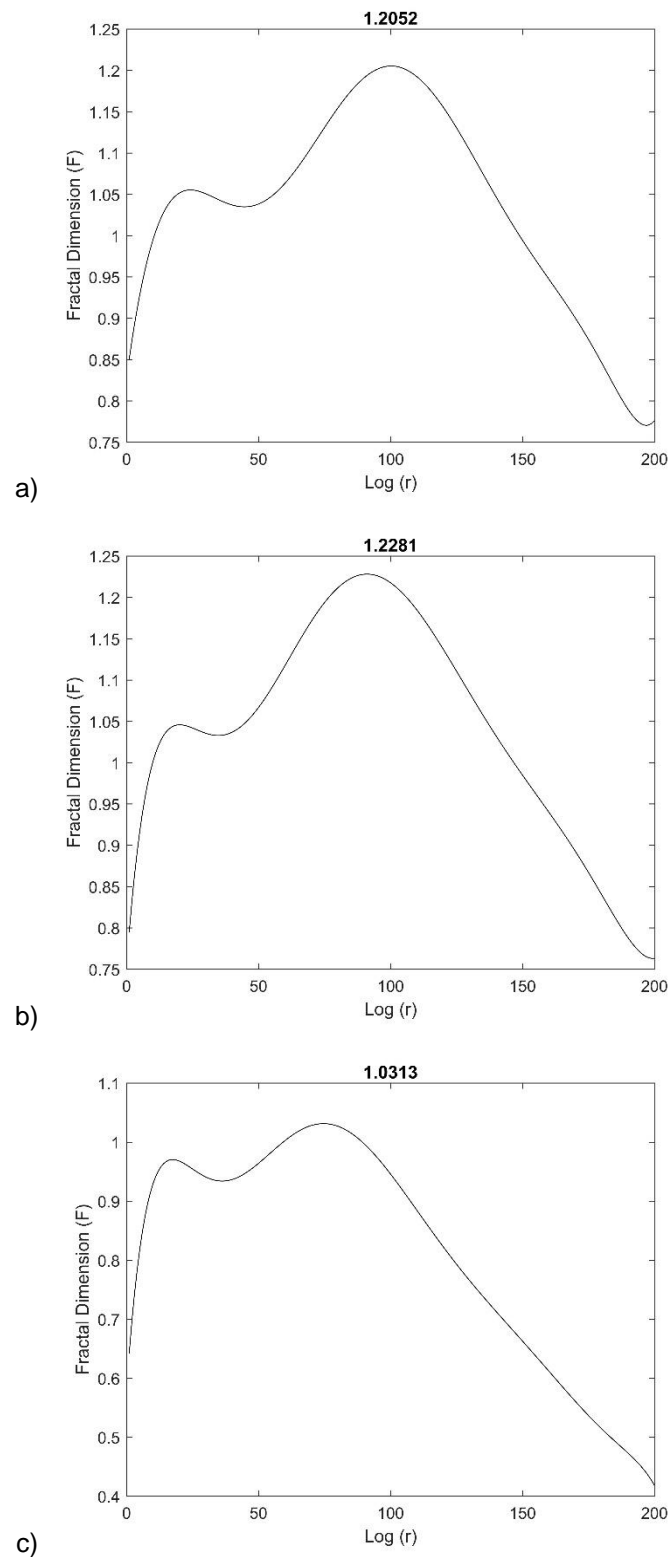 1.2052
1.25
1.2
1.15
1.1
1.05
1
0.95
0.9
0.85
0.8
0.75
Fractal Dimension (F)
0 50 100 150 200
Log (r)
a)
1.2281
1.25
1.2
1.15
1.1
1.05
1
0.95
0.9
0.85
0.8
0.75
Fractal Dimension (F)
0 50 100 150 200
Log (r)
b)
1.0313
1.1
1
0.9
0.8
0.7
0.6
0.5
0.4
Fractal Dimension (F)
0 50 100 150 200
Log (r)
c)